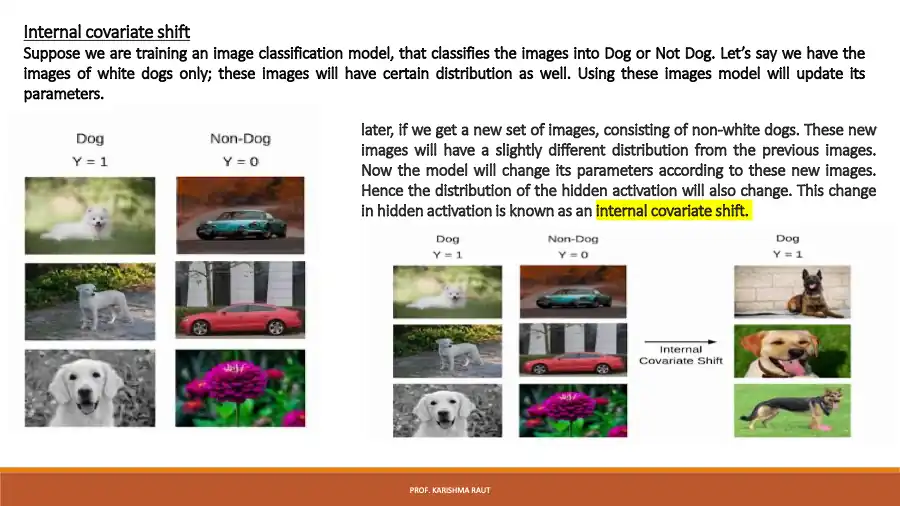 Internal covariate shift
Suppose we are training an image classification model, that classifies the images into Dog or Not Dog. Let's say we have the
images of white dogs only; these images will have certain distribution as well. Using these images model will update its
parameters.
Dog
Non-Dog
Y = 1
Y = 0
later, if we get a new set of images, consisting of non-white dogs. These new
images will have a slightly different distribution from the previous images.
Now the model will change its parameters according to these new images.
Hence the distribution of the hidden activation will also change. This change
in hidden activation is known as an internal covariate shift.
Dog
Non-Dog
Dog
Y = 1
Y = 0
Y = 1
Internal
Covariate Shift
PROF. KARISHMA RAUT